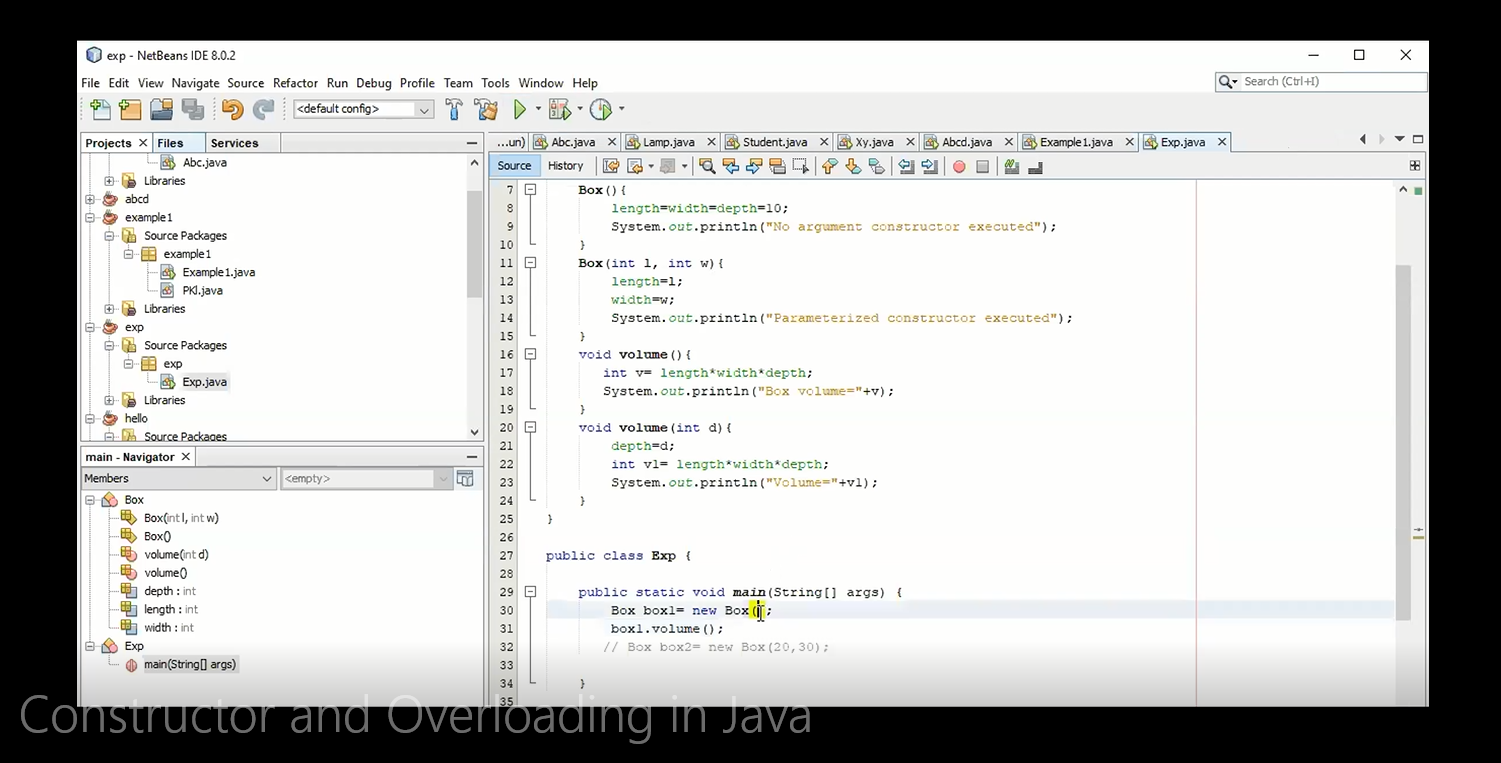 exp - NetBeans IDE 8.0.2
File Edit View Navigate Source Refactor Run Debug Profile Team Tools Window Help
Search (Ctrl+I)
<default config>
Projects Files Services
...un) Abc.java Lamp.java Student.java Xy.java Abcd.java Example1.java Exp.java
Source History
Abc.java
Libraries
abcd
example1
Source Packages
example1
Example1.java
PKl.java
Libraries
exp
Source Packages
exp
Exp.java
Libraries
hello
Source Packages
main - Navigator
Members <empty>
Box
Box(int l, int w)
Box()
volume(int d)
volume()
depth : int
length : int
width : int
Exp
main(String[] args)
7 Box(){
8 length=width=depth=10;
9 System.out.println("No argument constructor executed");
10 }
11 Box(int l, int w){
12 length=l;
13 width=w;
14 System.out.println("Parameterized constructor executed");
15 }
16 void volume(){
17 int v= length*width*depth;
18 System.out.println("Box volume="+v);
19 }
20 void volume(int d){
21 depth=d;
22 int v1= length*width*depth;
23 System.out.println("Volume="+v1);
24 }
25 }
26
27 public class Exp {
28
29 public static void main(String[] args) {
30 Box box1= new Box();
31 box1.volume();
32 // Box box2= new Box(20,30);
33
34 }
35
Constructor and Overloading in Java